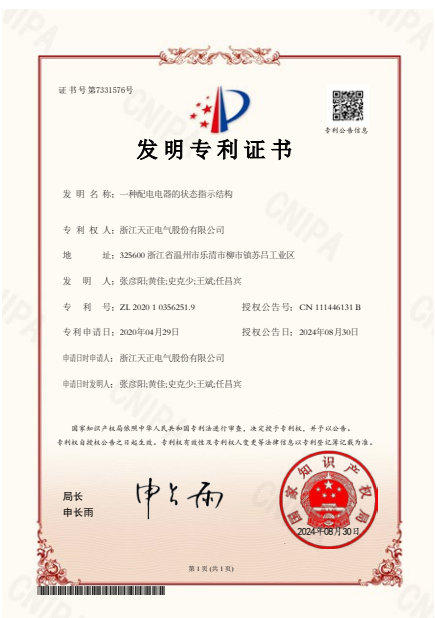 证书号第7331576号
专利公告信息
发明专利证书
发明名称：一种配电电器的状态指示结构
专利权人：浙江天正电气股份有限公司
地址：325600 浙江省温州市乐清市柳市镇苏吕工业区
发明人：张彦阳;黄佳;史克少;王斌;任昌宾
专利号：ZL 2020 1 0356251.9 授权公告号：CN 111446131 B
专利申请日：2020年04月29日 授权公告日：2024年08月30日
申请日时申请人：浙江天正电气股份有限公司
申请日时发明人：张彦阳;黄佳;史克少;王斌;任昌宾
国家知识产权局依照中华人民共和国专利法进行审查，决定授予专利权，并予以公告。
专利权自授权公告之日起生效。专利权有效性及专利权人变更等法律信息以专利登记簿记载为准。
局长
申长雨
申长雨
国家知识产权局
2024年08月30日
第1页(共1页)
CNIPA